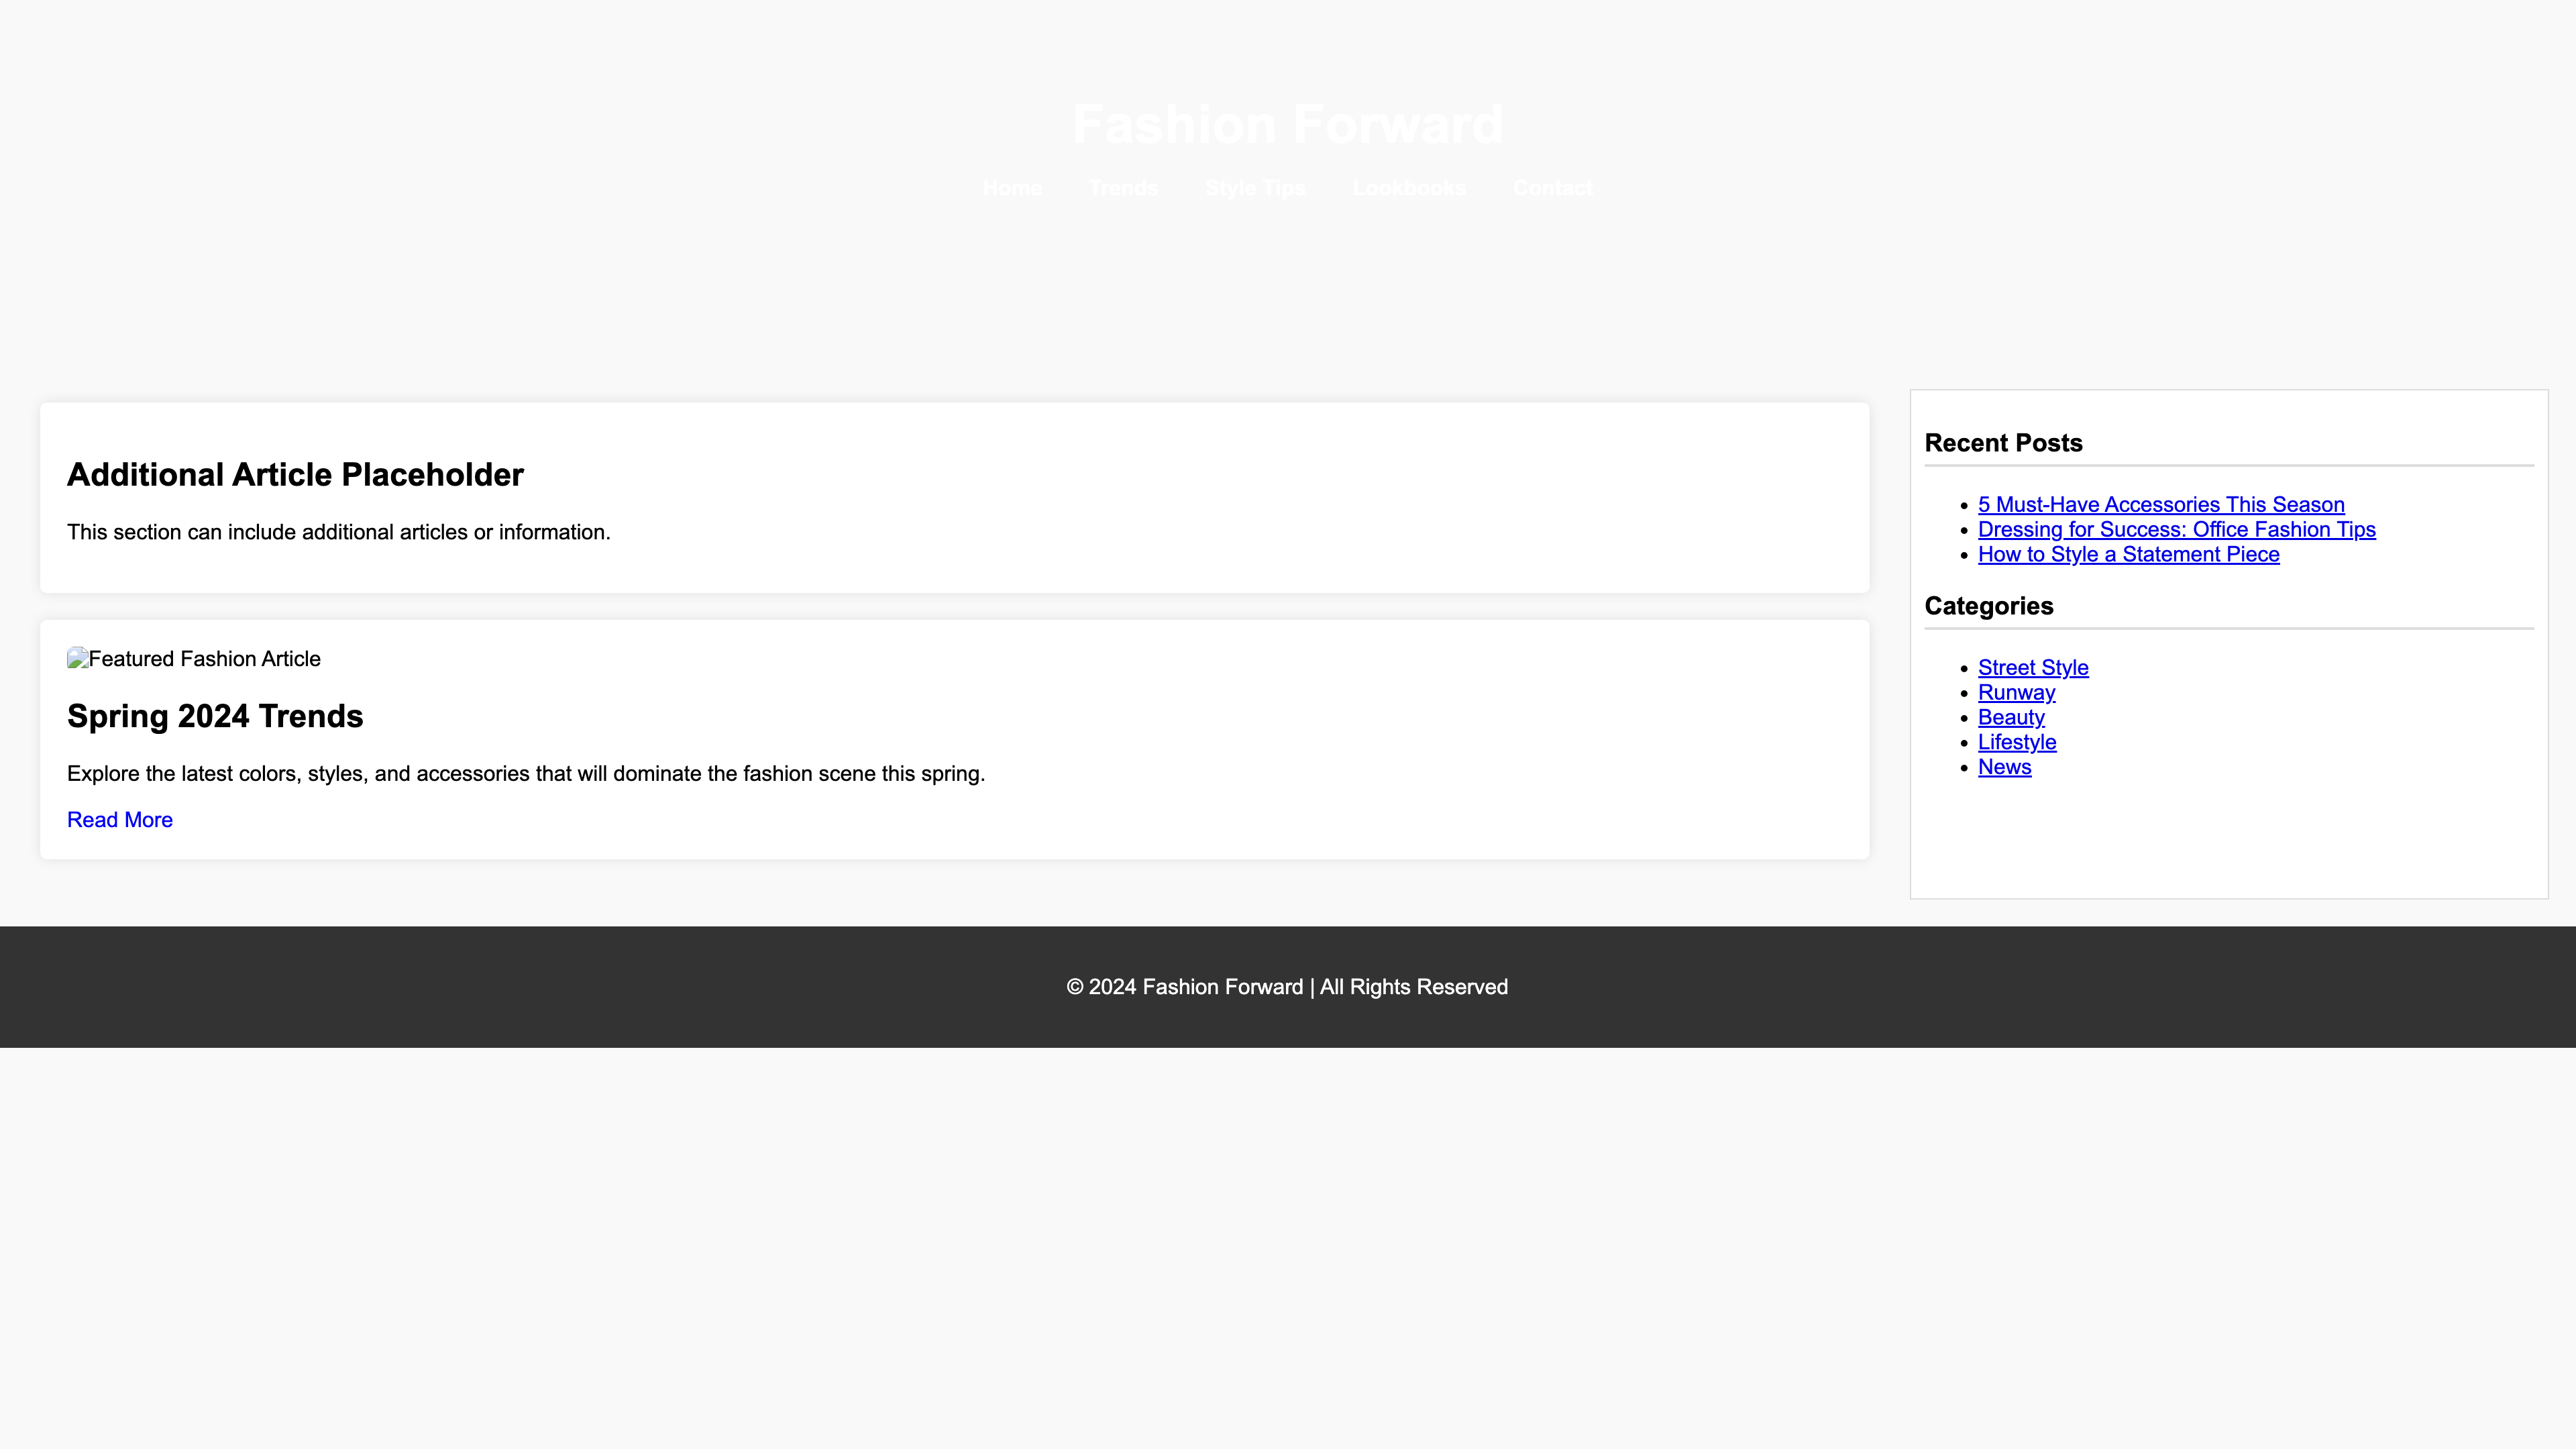 Fashion Forward
Home Trends Style Tips Lookbooks Contact
Additional Article Placeholder
This section can include additional articles or information.
Featured Fashion Article
Spring 2024 Trends
Explore the latest colors, styles, and accessories that will dominate the fashion scene this spring.
Read More
Recent Posts
5 Must-Have Accessories This Season
Dressing for Success: Office Fashion Tips
How to Style a Statement Piece
Categories
Street Style
Runway
Beauty
Lifestyle
News
© 2024 Fashion Forward | All Rights Reserved